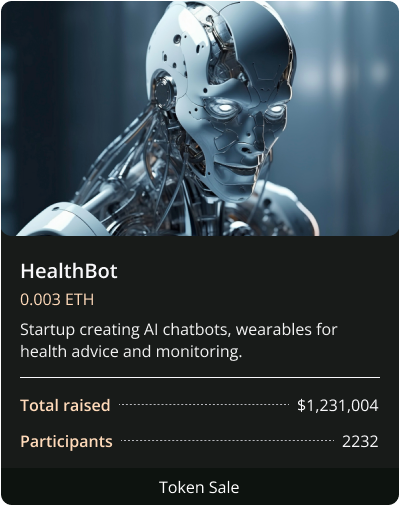 HealthBot
0.003 ETH
Startup creating AI chatbots, wearables for
health advice and monitoring.
Total raised $1,231,004
Participants 2232
Token Sale